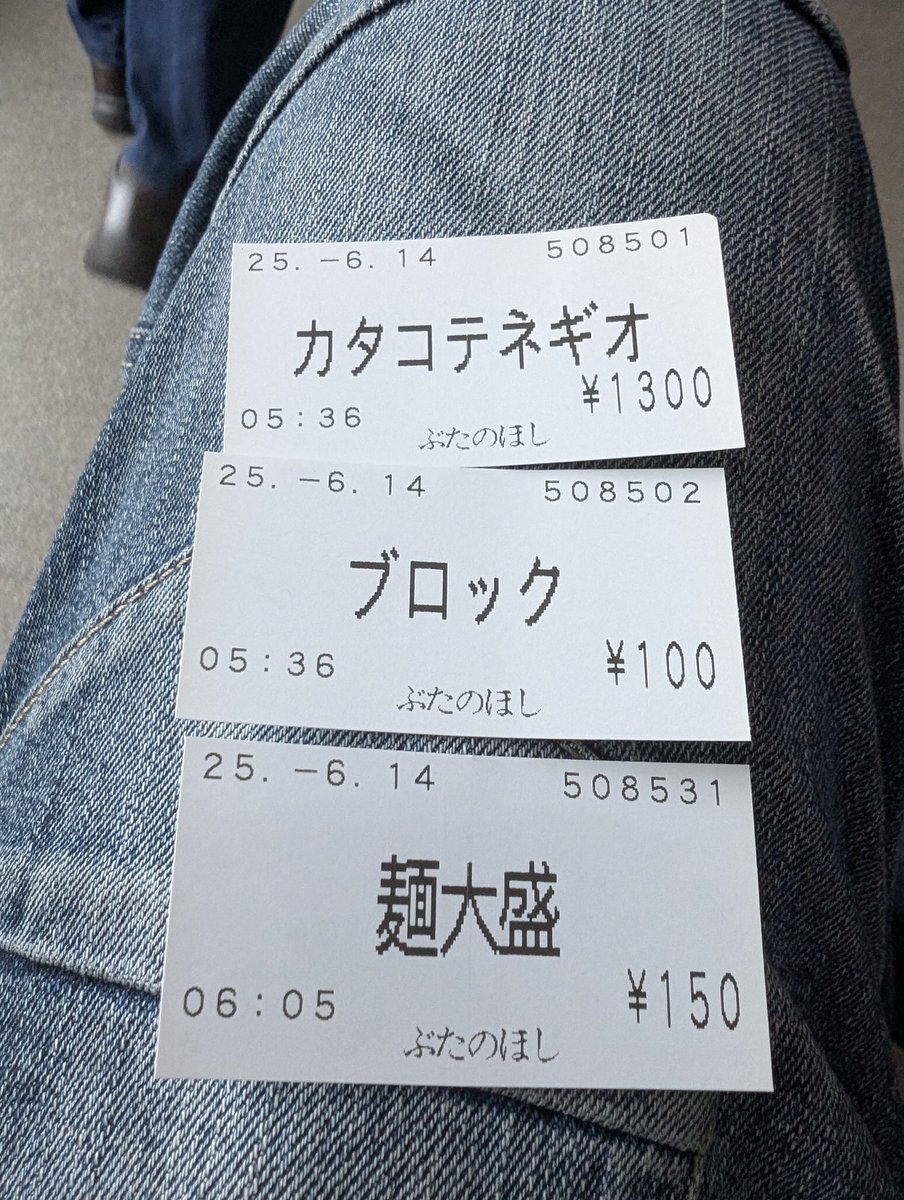 25. -6. 14 508501
カタコテネギオ
¥1300
05:36
ぶたのほし
25. -6. 14 508502
ブロック
05:36 ¥100
ぶたのほし
25. -6. 14 508531
麺大盛
06:05 ¥150
ぶたのほし